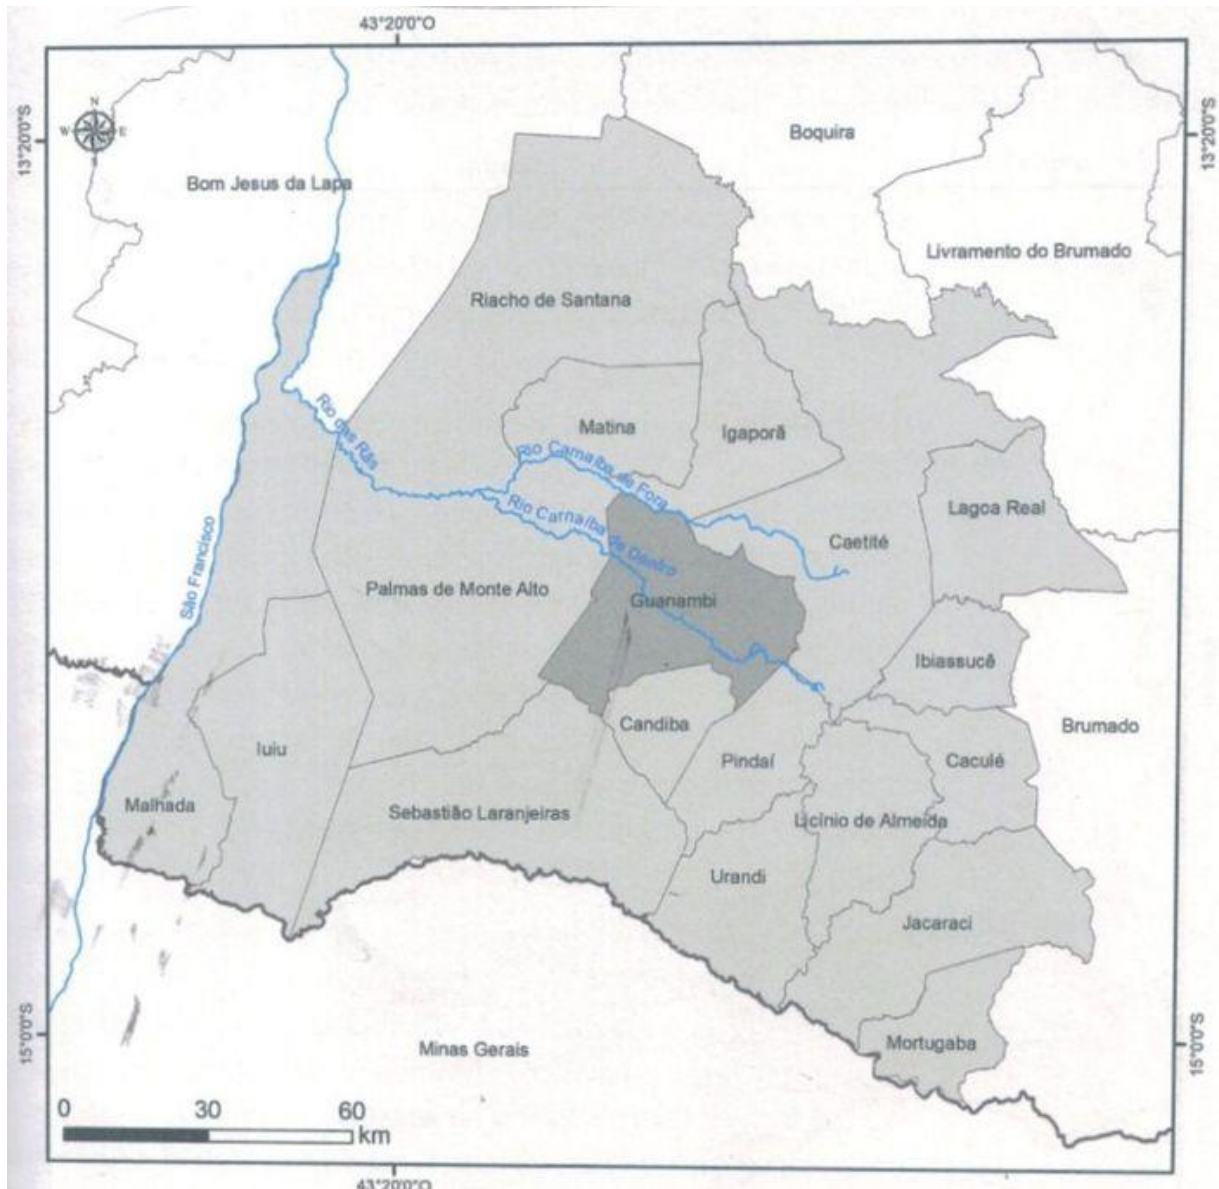 43°20'0"O
N
W
E
S
13°20'0"S
13°20'0"S
Boquira
Bom Jesus da Lapa
Livramento do Brumado
Riacho de Santana
Matina
Igaporã
Rio das Rãs
Rio Carnaíba de Fora
Lagoa Real
Rio Carnaíba de Dentro
Caetité
São Francisco
Palmas de Monte Alto
Guanambi
Ibiassucê
Candiba
Brumado
Iuiu
Pindaí
Caculé
Malhada
Sebastião Laranjeiras
Licínio de Almeida
Urandi
Jacaraci
15°0'0"S
15°0'0"S
Mortugaba
Minas Gerais
0 30 60
km
43°20'0"O